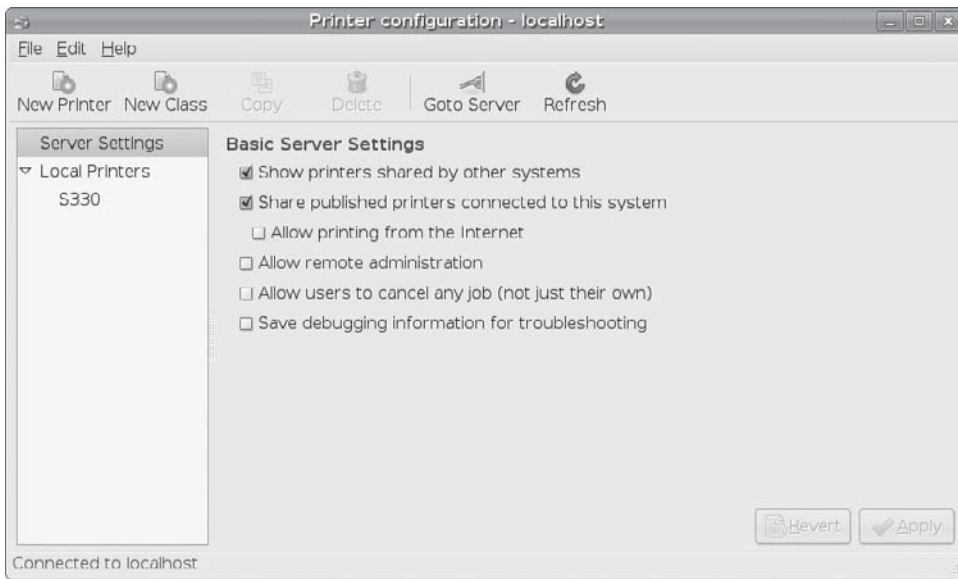 Printer configuration - localhost
File Edit Help
New Printer New Class Copy Delete Goto Server Refresh
Server Settings
Local Printers
S330
Basic Server Settings
Show printers shared by other systems
Share published printers connected to this system
Allow printing from the Internet
Allow remote administration
Allow users to cancel any job (not just their own)
Save debugging information for troubleshooting
Revert Apply
Connected to localhost